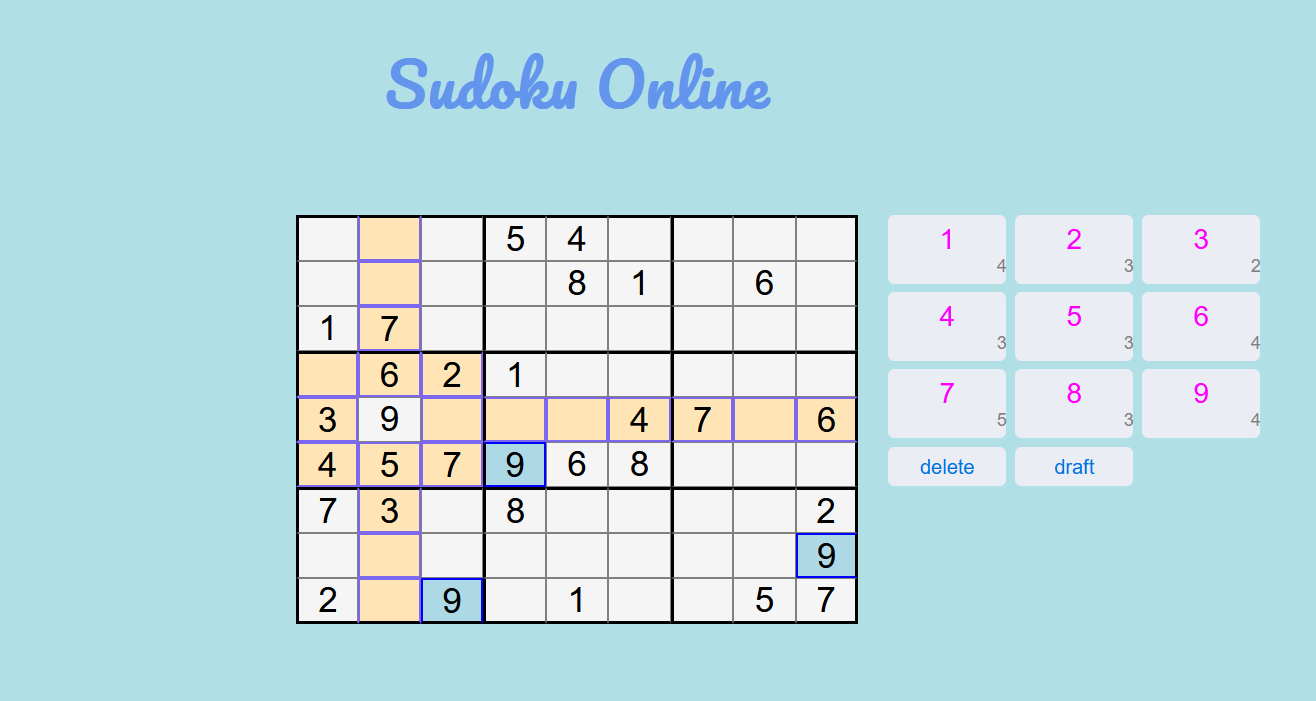 Sudoku Online
5 4
8 1 6
1 7
6 2 1
3 9 4 7 6
4 5 7 9 6 8
7 3 8 2
9
2 9 1 5 7
1 4 2 3 3 2
4 3 5 3 6 4
7 5 8 3 9 4
delete draft